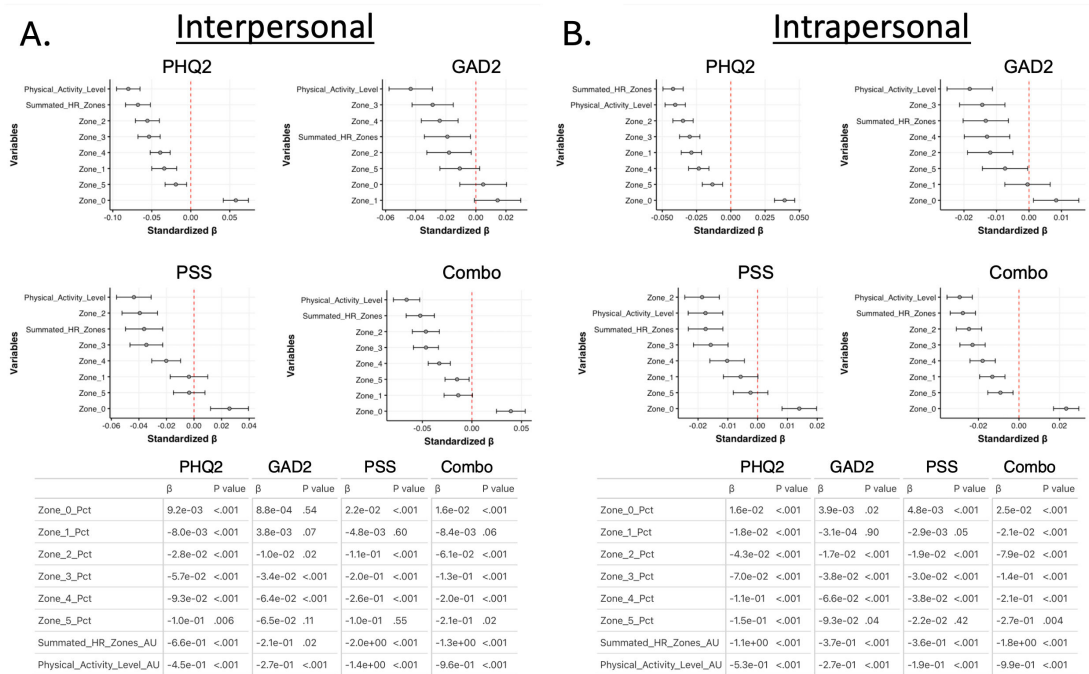 A. Interpersonal
PHQ2
Variables
Physical_Activity_Level
Summated_HR_Zones
Zone_2
Zone_3
Zone_4
Zone_1
Zone_5
Zone_0
-0.10 -0.05 0.00 0.05
Standardized β
GAD2
Variables
Physical_Activity_Level
Zone_3
Zone_4
Summated_HR_Zones
Zone_2
Zone_5
Zone_0
Zone_1
-0.06 -0.04 -0.02 0.00 0.02
Standardized β
PSS
Variables
Physical_Activity_Level
Zone_2
Summated_HR_Zones
Zone_3
Zone_4
Zone_1
Zone_5
Zone_0
-0.06 -0.04 -0.02 0.00 0.02 0.04
Standardized β
Combo
Variables
Physical_Activity_Level
Summated_HR_Zones
Zone_2
Zone_3
Zone_4
Zone_5
Zone_1
Zone_0
-0.05 0.00 0.05
Standardized β
PHQ2 GAD2 PSS Combo
β P value β P value β P value β P value
Zone_0_Pct 9.2e-03 <.001 8.8e-04 .54 2.2e-02 <.001 1.6e-02 <.001
Zone_1_Pct -8.0e-03 <.001 3.8e-03 .07 -4.8e-03 .60 -8.4e-03 .06
Zone_2_Pct -2.8e-02 <.001 -1.0e-02 .02 -1.1e-01 <.001 -6.1e-02 <.001
Zone_3_Pct -5.7e-02 <.001 -3.4e-02 <.001 -2.0e-01 <.001 -1.3e-01 <.001
Zone_4_Pct -9.3e-02 <.001 -6.4e-02 <.001 -2.6e-01 <.001 -2.0e-01 <.001
Zone_5_Pct -1.0e-01 .006 -6.5e-02 .11 -1.0e-01 .55 -2.1e-01 .02
Summated_HR_Zones_AU -6.6e-01 <.001 -2.1e-01 .02 -2.0e+00 <.001 -1.3e+00 <.001
Physical_Activity_Level_AU -4.5e-01 <.001 -2.7e-01 <.001 -1.4e+00 <.001 -9.6e-01 <.001
B. Intrapersonal
PHQ2
Variables
Summated_HR_Zones
Physical_Activity_Level
Zone_2
Zone_3
Zone_1
Zone_4
Zone_5
Zone_0
-0.050 -0.025 0.000 0.025 0.050
Standardized β
GAD2
Variables
Physical_Activity_Level
Zone_3
Summated_HR_Zones
Zone_4
Zone_2
Zone_5
Zone_1
Zone_0
-0.02 -0.01 0.00 0.01
Standardized β
PSS
Variables
Zone_2
Physical_Activity_Level
Summated_HR_Zones
Zone_3
Zone_4
Zone_1
Zone_5
Zone_0
-0.02 -0.01 0.00 0.01 0.02
Standardized β
Combo
Variables
Physical_Activity_Level
Summated_HR_Zones
Zone_2
Zone_3
Zone_4
Zone_1
Zone_5
Zone_0
-0.02 0.00 0.02
Standardized β
PHQ2 GAD2 PSS Combo
β P value β P value β P value β P value
Zone_0_Pct 1.6e-02 <.001 3.9e-03 .02 4.8e-03 <.001 2.5e-02 <.001
Zone_1_Pct -1.8e-02 <.001 -3.1e-04 .90 -2.9e-03 .05 -2.1e-02 <.001
Zone_2_Pct -4.3e-02 <.001 -1.7e-02 <.001 -1.9e-02 <.001 -7.9e-02 <.001
Zone_3_Pct -7.0e-02 <.001 -3.8e-02 <.001 -3.0e-02 <.001 -1.4e-01 <.001
Zone_4_Pct -1.1e-01 <.001 -6.6e-02 <.001 -3.8e-02 <.001 -2.1e-01 <.001
Zone_5_Pct -1.5e-01 <.001 -9.3e-02 .04 -2.2e-02 .42 -2.7e-01 .004
Summated_HR_Zones_AU -1.1e+00 <.001 -3.7e-01 <.001 -3.6e-01 <.001 -1.8e+00 <.001
Physical_Activity_Level_AU -5.3e-01 <.001 -2.7e-01 <.001 -1.9e-01 <.001 -9.9e-01 <.001